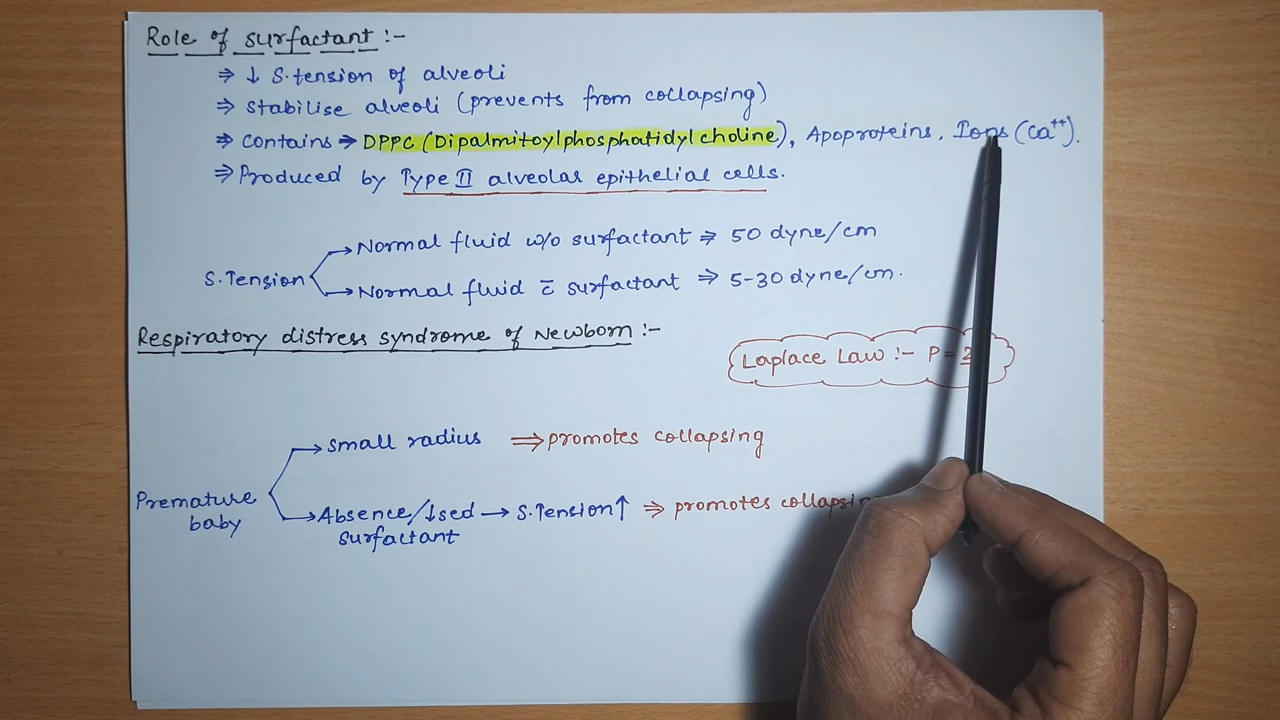 Role of surfactant :-
⇒ ↓ S.tension of alveoli
⇒ Stabilise alveoli (prevents from collapsing)
⇒ Contains → DPPC (Dipalmitoylphosphatidylcholine), Apoproteins, Ions (Ca++).
⇒ Produced by Type II alveolar epithelial cells.
Normal fluid w/o surfactant ⇒ 50 dyne/cm
S.Tension
Normal fluid c̄ surfactant ⇒ 5-30 dyne/cm.
Respiratory distress syndrome of Newborn :-
Laplace Law :- P = 2
small radius ⇒ promotes collapsing
Premature baby
Absence/↓sed surfactant → S.Tension↑ ⇒ promotes collapsing